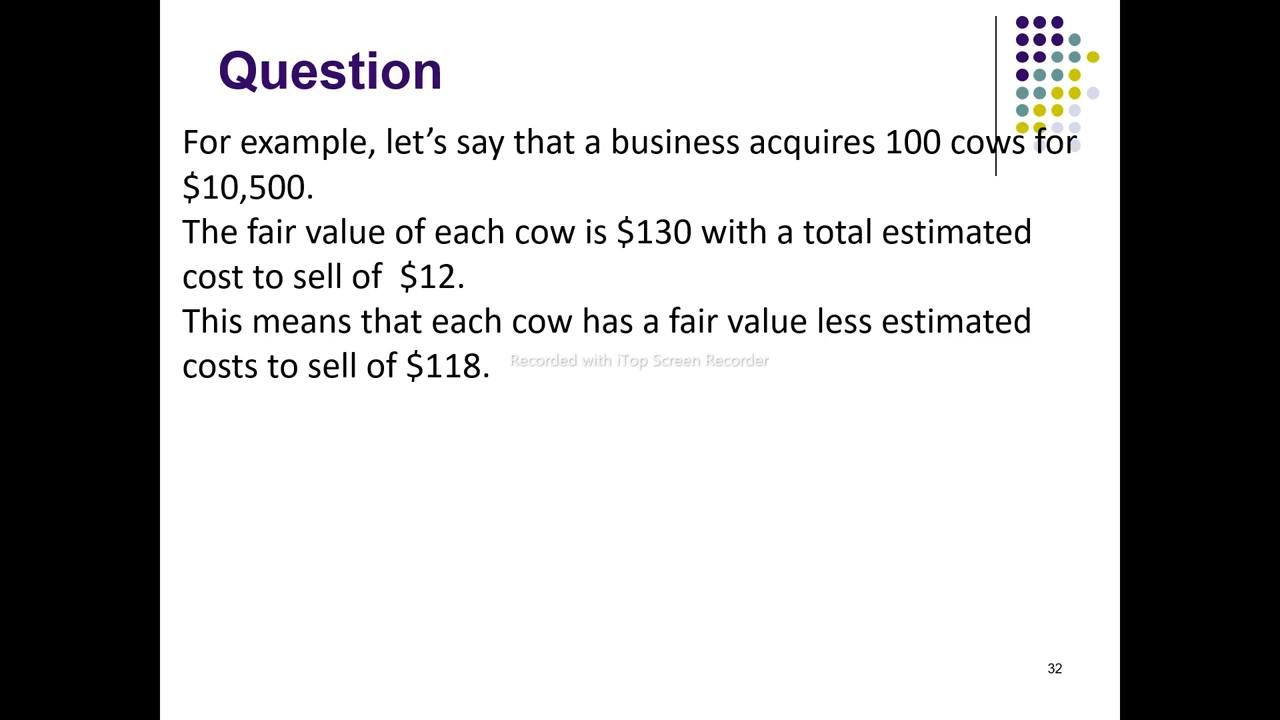 Question
For example, let’s say that a business acquires 100 cows for
$10,500.
The fair value of each cow is $130 with a total estimated
cost to sell of  $12.
This means that each cow has a fair value less estimated
costs to sell of $118.
Recorded with iTop Screen Recorder
32